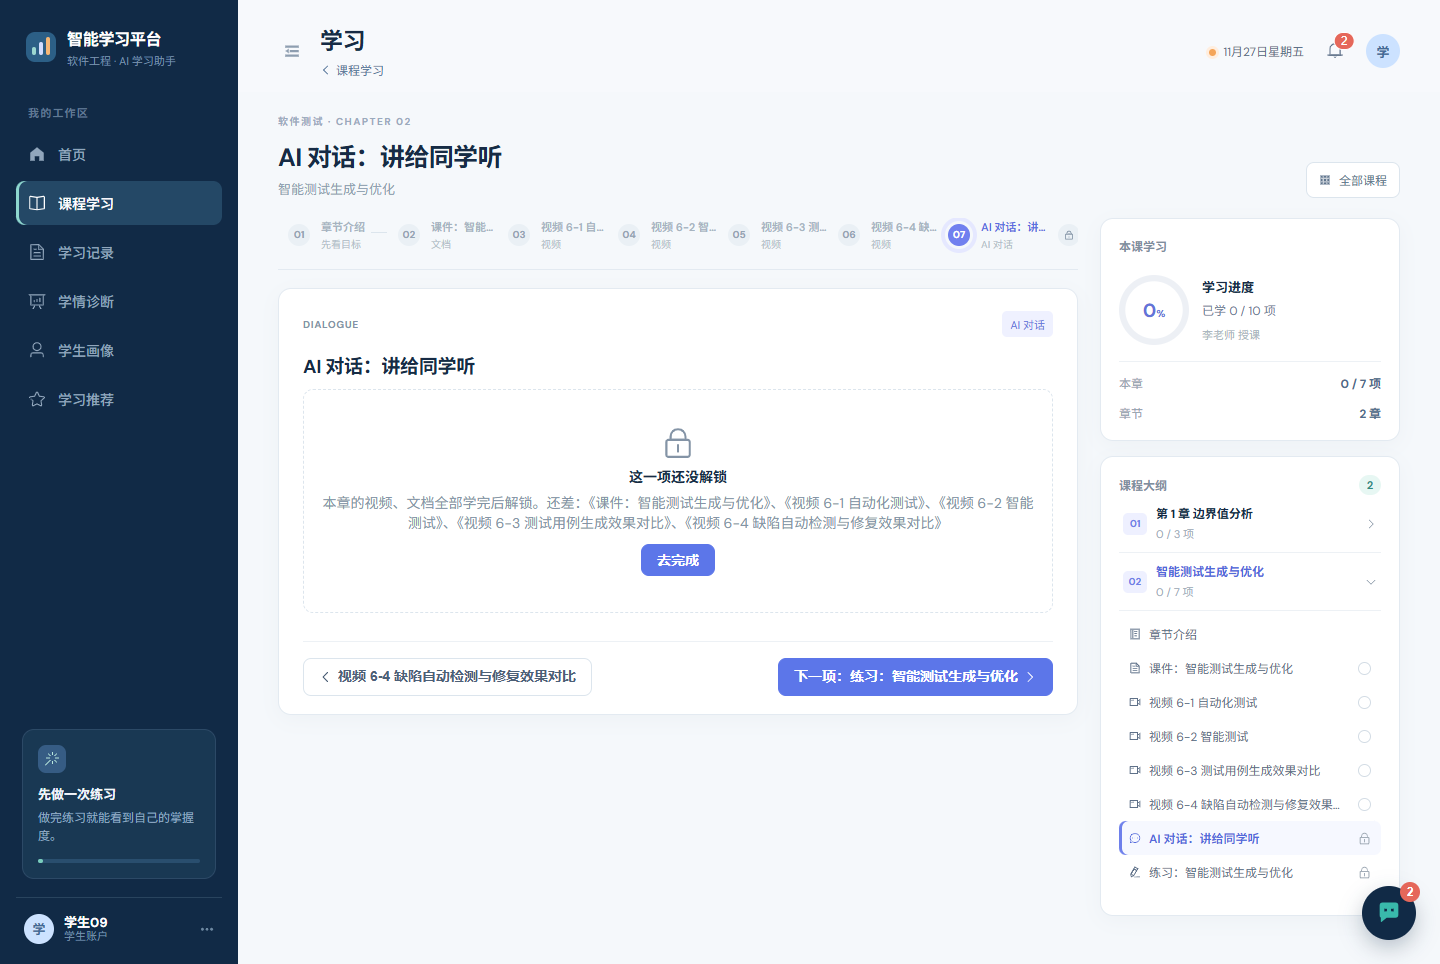 智能学习平台
软件工程 · AI 学习助手
我的工作区
首页
课程学习
学习记录
学情诊断
学生画像
学习推荐
先做一次练习
做完练习就能看到自己的掌握
度。
学
学生09
学生账户
学习
课程学习
11月27日星期五
2
学
软件测试 · CHAPTER 02
AI 对话：讲给同学听
智能测试生成与优化
全部课程
01 章节介绍
先看目标
02 课件：智能...
文档
03 视频 6-1 自...
视频
04 视频 6-2 智...
视频
05 视频 6-3 测...
视频
06 视频 6-4 缺...
视频
07 AI 对话：讲...
AI 对话
DIALOGUE
AI 对话
AI 对话：讲给同学听
这一项还没解锁
本章的视频、文档全部学完后解锁。还差：《课件：智能测试生成与优化》、《视频 6-1 自动化测试》、《视频 6-2 智能
测试》、《视频 6-3 测试用例生成效果对比》、《视频 6-4 缺陷自动检测与修复效果对比》
去完成
视频 6-4 缺陷自动检测与修复效果对比
下一项：练习：智能测试生成与优化
本课学习
0%
学习进度
已学 0 / 10 项
李老师 授课
本章 0 / 7 项
章节 2 章
课程大纲 2
01 第 1 章 边界值分析
0 / 3 项
02 智能测试生成与优化
0 / 7 项
章节介绍
课件：智能测试生成与优化
视频 6-1 自动化测试
视频 6-2 智能测试
视频 6-3 测试用例生成效果对比
视频 6-4 缺陷自动检测与修复效果...
AI 对话：讲给同学听
练习：智能测试生成与优化
2